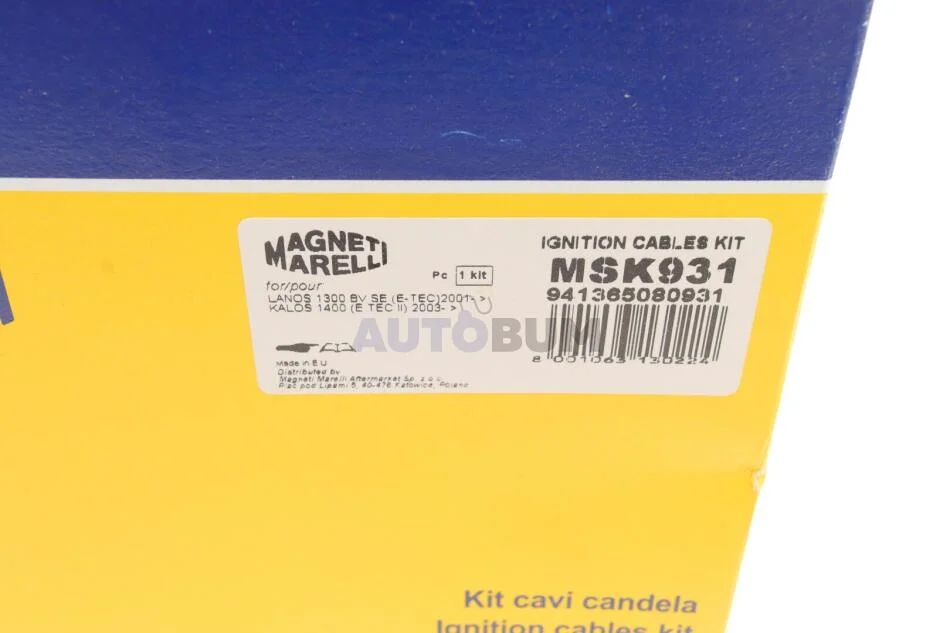 MAGNETI
MARELLI
IGNITION CABLES KIT
Pc 1 kit
MSK931
941365080931
for/pour
LANOS 1300 8V SE (E-TEC)2001- >
KALOS 1400 (E TEC II) 2003- >
AUTOBUM
8 001063 130224
Made in E U
Distributed by
Magneti Marelli Aftermarket Sp. z o.o.
Plac pod Lipami 5, 40-476 Katowice, Poland
Kit cavi candela
Ignition cables kit